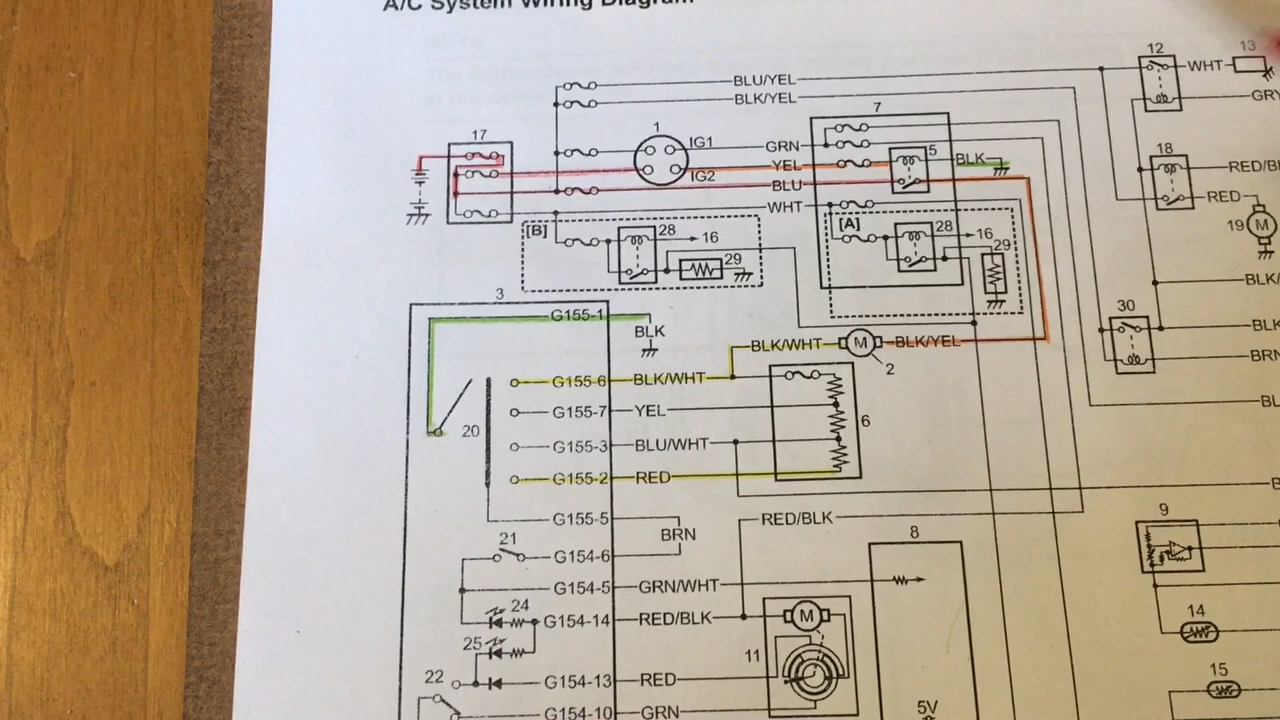 A/C System Wiring Diagram
12
13
WHT
BLU/YEL
BLK/YEL
GRY
7
17
1
IG1
GRN
5
BLK
18
YEL
IG2
RED/B
BLU
RED
WHT
19
M
[B]
28
16
[A]
28
16
29
29
BLK/
3
30
G155-1
BLK
BLK
BLK/WHT
M
BLK/YEL
2
BRN
G155-6
BLK/WHT
G155-7
YEL
BL
20
6
G155-3
BLU/WHT
G155-2
RED
B
G155-5
RED/BLK
9
BRN
21
8
G154-6
G154-5
GRN/WHT
24
G154-14
RED/BLK
M
14
25
11
22
G154-13
RED
15
G154-10
GRN
5V